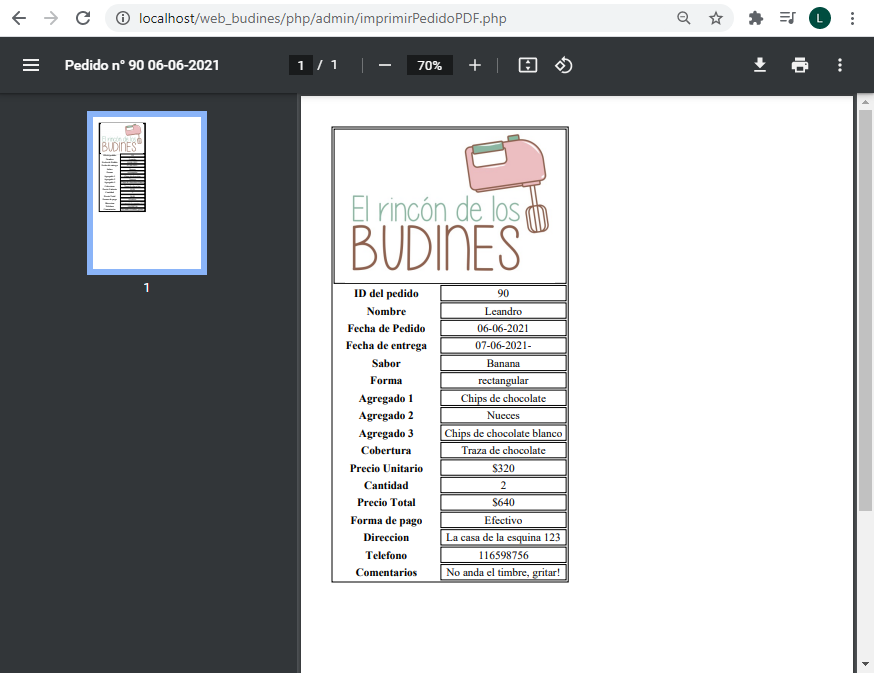 localhost/web_budines/php/admin/imprimirPedidoPDF.php
L
Pedido n° 90 06-06-2021
1 / 1
70%
1
El rincón de los
BUDINES
ID del pedido 90
Nombre Leandro
Fecha de Pedido 06-06-2021
Fecha de entrega 07-06-2021-
Sabor Banana
Forma rectangular
Agregado 1 Chips de chocolate
Agregado 2 Nueces
Agregado 3 Chips de chocolate blanco
Cobertura Traza de chocolate
Precio Unitario $320
Cantidad 2
Precio Total $640
Forma de pago Efectivo
Direccion La casa de la esquina 123
Telefono 116598756
Comentarios No anda el timbre, gritar!